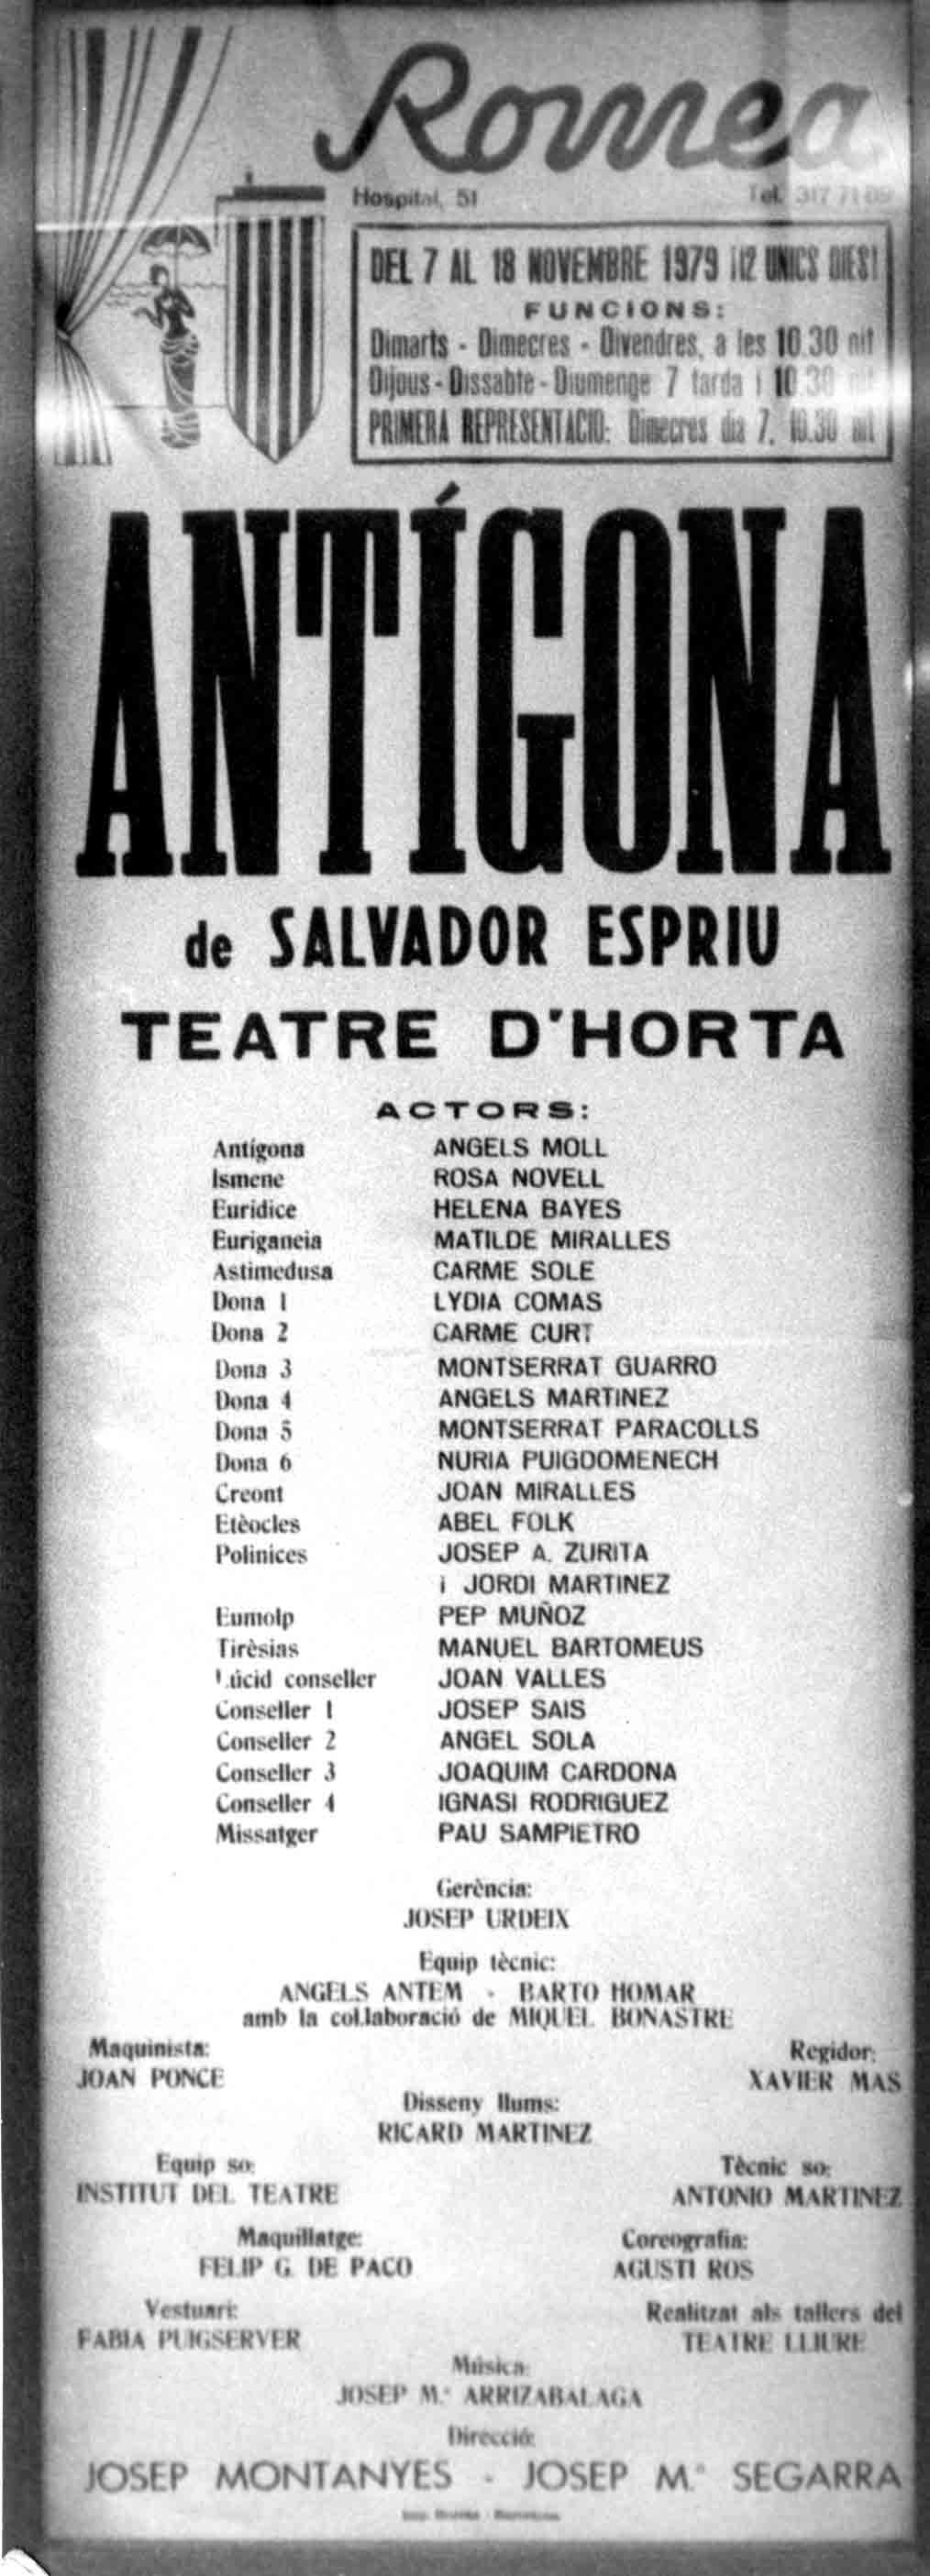 Romea
Hospital, 51 Tel. 317 71 89
DEL 7 AL 18 NOVEMBRE 1979 ¡12 UNICS DIES!
FUNCIONS:
Dimarts - Dimecres - Divendres, a les 10.30 nit
Dijous - Dissabte - Diumenge 7 tarda i 10.30 nit
PRIMERA REPRESENTACIO: Dimecres dia 7, 10.30 nit
ANTÍGONA
de SALVADOR ESPRIU
TEATRE D'HORTA
ACTORS:
Antígona ANGELS MOLL
Ismene ROSA NOVELL
Eurídice HELENA BAYES
Euriganeia MATILDE MIRALLES
Astimedusa CARME SOLE
Dona 1 LYDIA COMAS
Dona 2 CARME CURT
Dona 3 MONTSERRAT GUARRO
Dona 4 ANGELS MARTINEZ
Dona 5 MONTSERRAT PARACOLLS
Dona 6 NURIA PUIGDOMENECH
Creont JOAN MIRALLES
Etèocles ABEL FOLK
Polinices JOSEP A. ZURITA
i JORDI MARTINEZ
Eumolp PEP MUÑOZ
Tirèsias MANUEL BARTOMEUS
Lúcid conseller JOAN VALLES
Conseller 1 JOSEP SAIS
Conseller 2 ANGEL SOLA
Conseller 3 JOAQUIM CARDONA
Conseller 4 IGNASI RODRIGUEZ
Missatger PAU SAMPIETRO
Gerència:
JOSEP URDEIX
Equip tècnic:
ANGELS ANTEM - BARTO HOMAR
amb la col.laboració de MIQUEL BONASTRE
Maquinista: Regidor:
JOAN PONCE XAVIER MAS
Disseny llums:
RICARD MARTINEZ
Equip so: Tècnic so:
INSTITUT DEL TEATRE ANTONIO MARTINEZ
Maquillatge: Coreografia:
FELIP G. DE PACO AGUSTI ROS
Vestuari: Realitzat als tallers del
FABIA PUIGSERVER TEATRE LLIURE
Música:
JOSEP M.ª ARRIZABALAGA
Direcció:
JOSEP MONTANYES - JOSEP M.ª SEGARRA